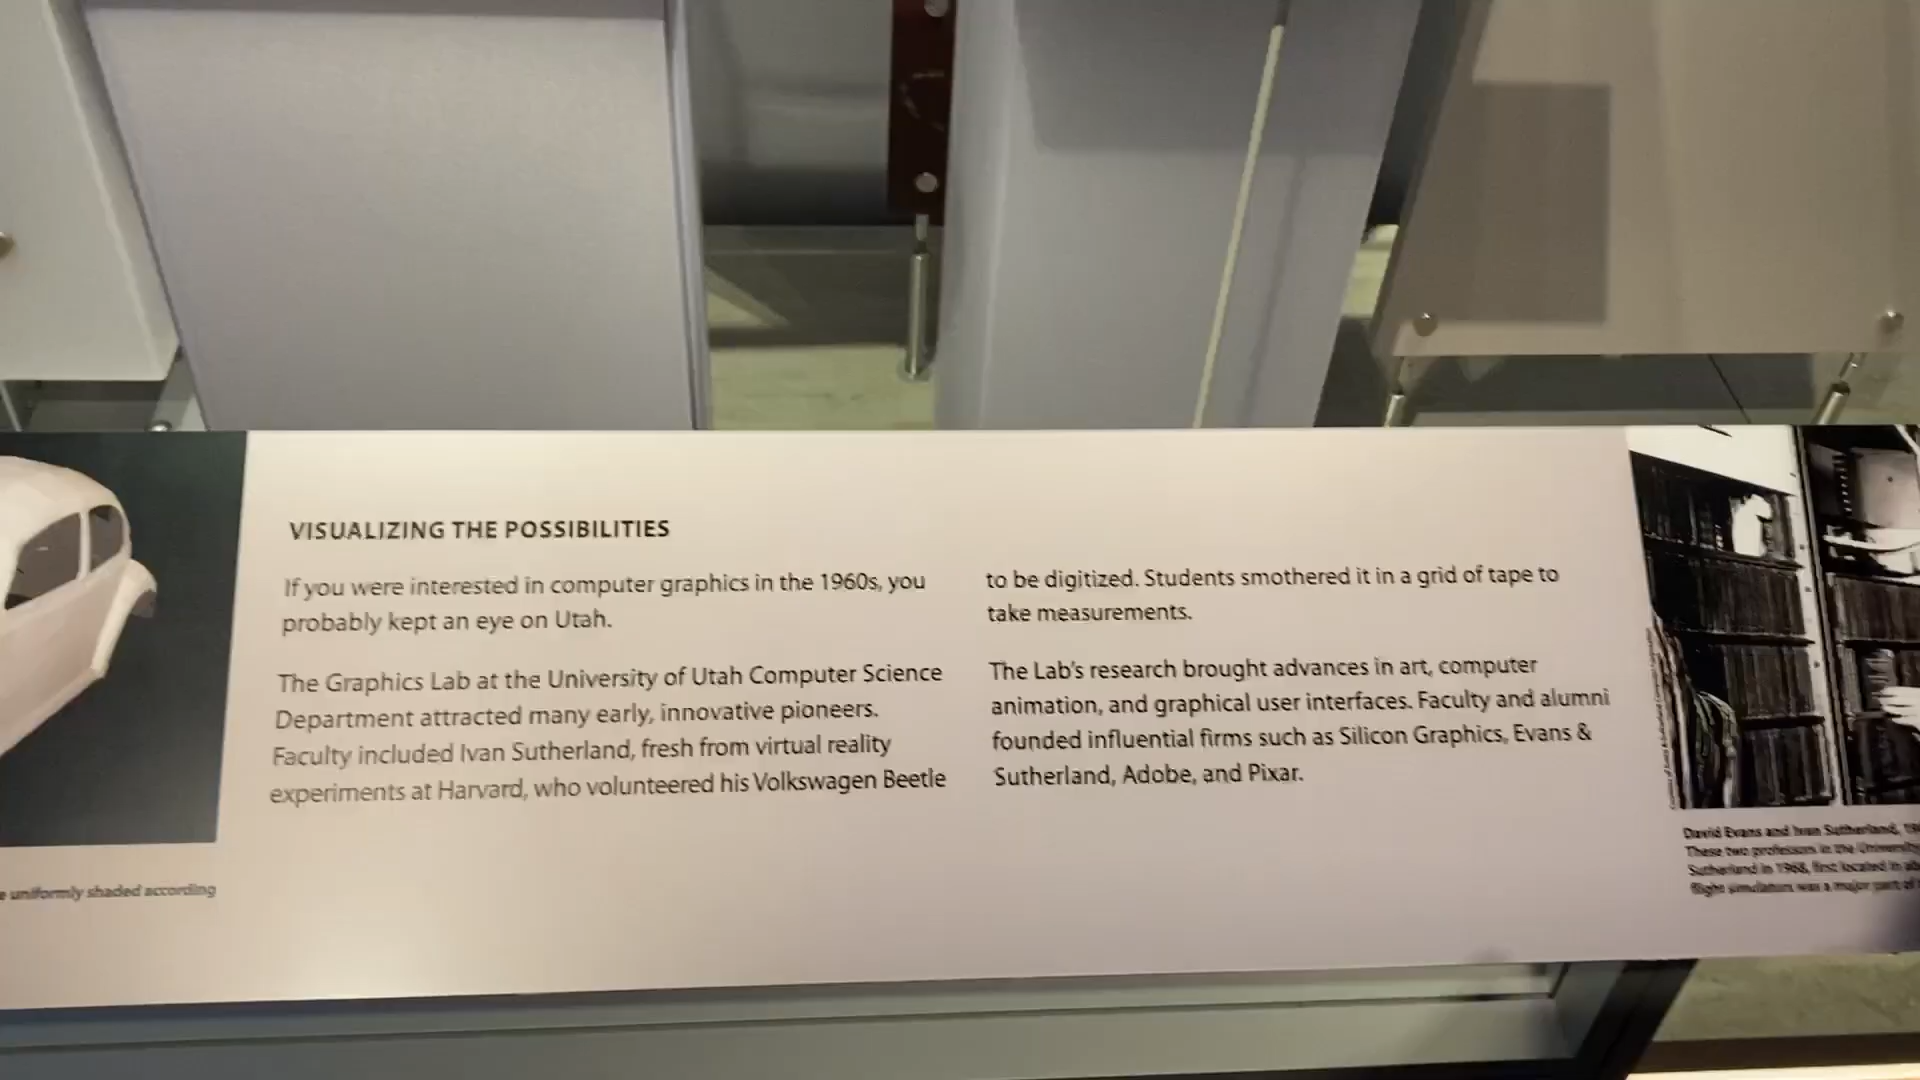 VISUALIZING THE POSSIBILITIES
If you were interested in computer graphics in the 1960s, you
probably kept an eye on Utah.
The Graphics Lab at the University of Utah Computer Science
Department attracted many early, innovative pioneers.
Faculty included Ivan Sutherland, fresh from virtual reality
experiments at Harvard, who volunteered his Volkswagen Beetle
to be digitized. Students smothered it in a grid of tape to
take measurements.
The Lab's research brought advances in art, computer
animation, and graphical user interfaces. Faculty and alumni
founded influential firms such as Silicon Graphics, Evans &
Sutherland, Adobe, and Pixar.
uniformly shaded according
David Evans and Ivan Sutherland,
These two professors in the University
Sutherland in 1968, first located in
flight simulators was a major part of